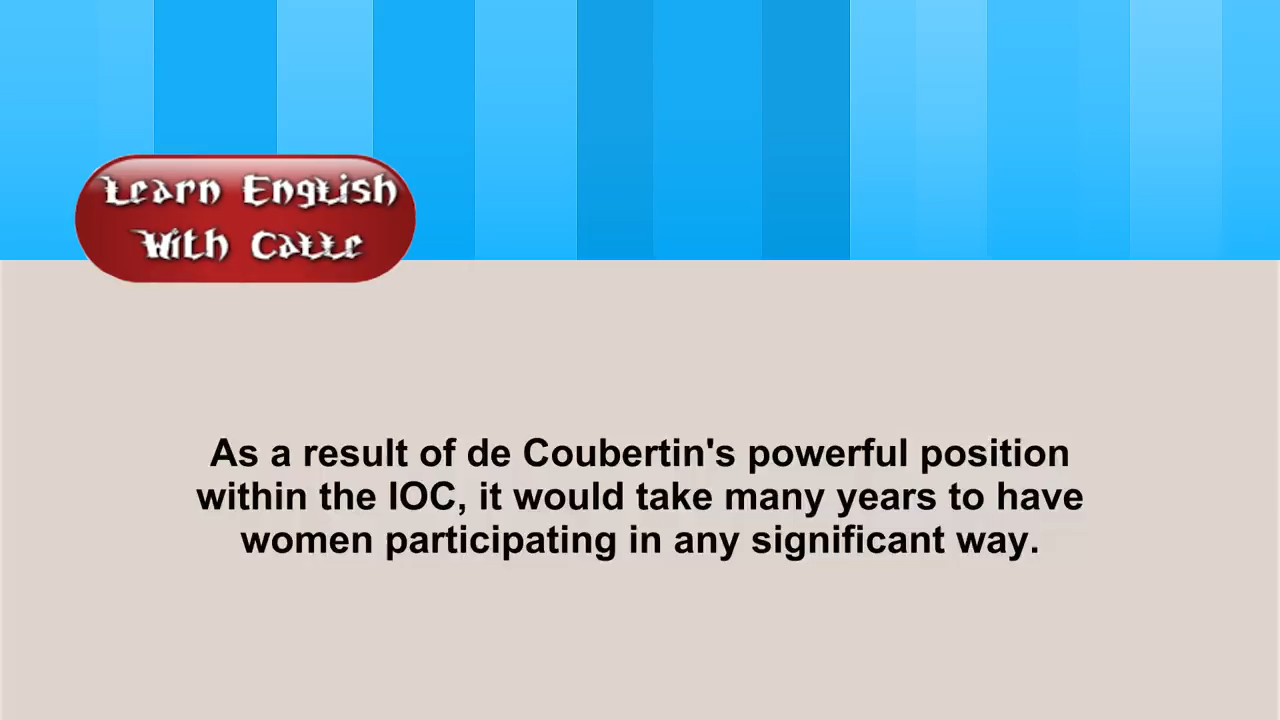 Learn English
With Catte
As a result of de Coubertin's powerful position
within the IOC, it would take many years to have
women participating in any significant way.